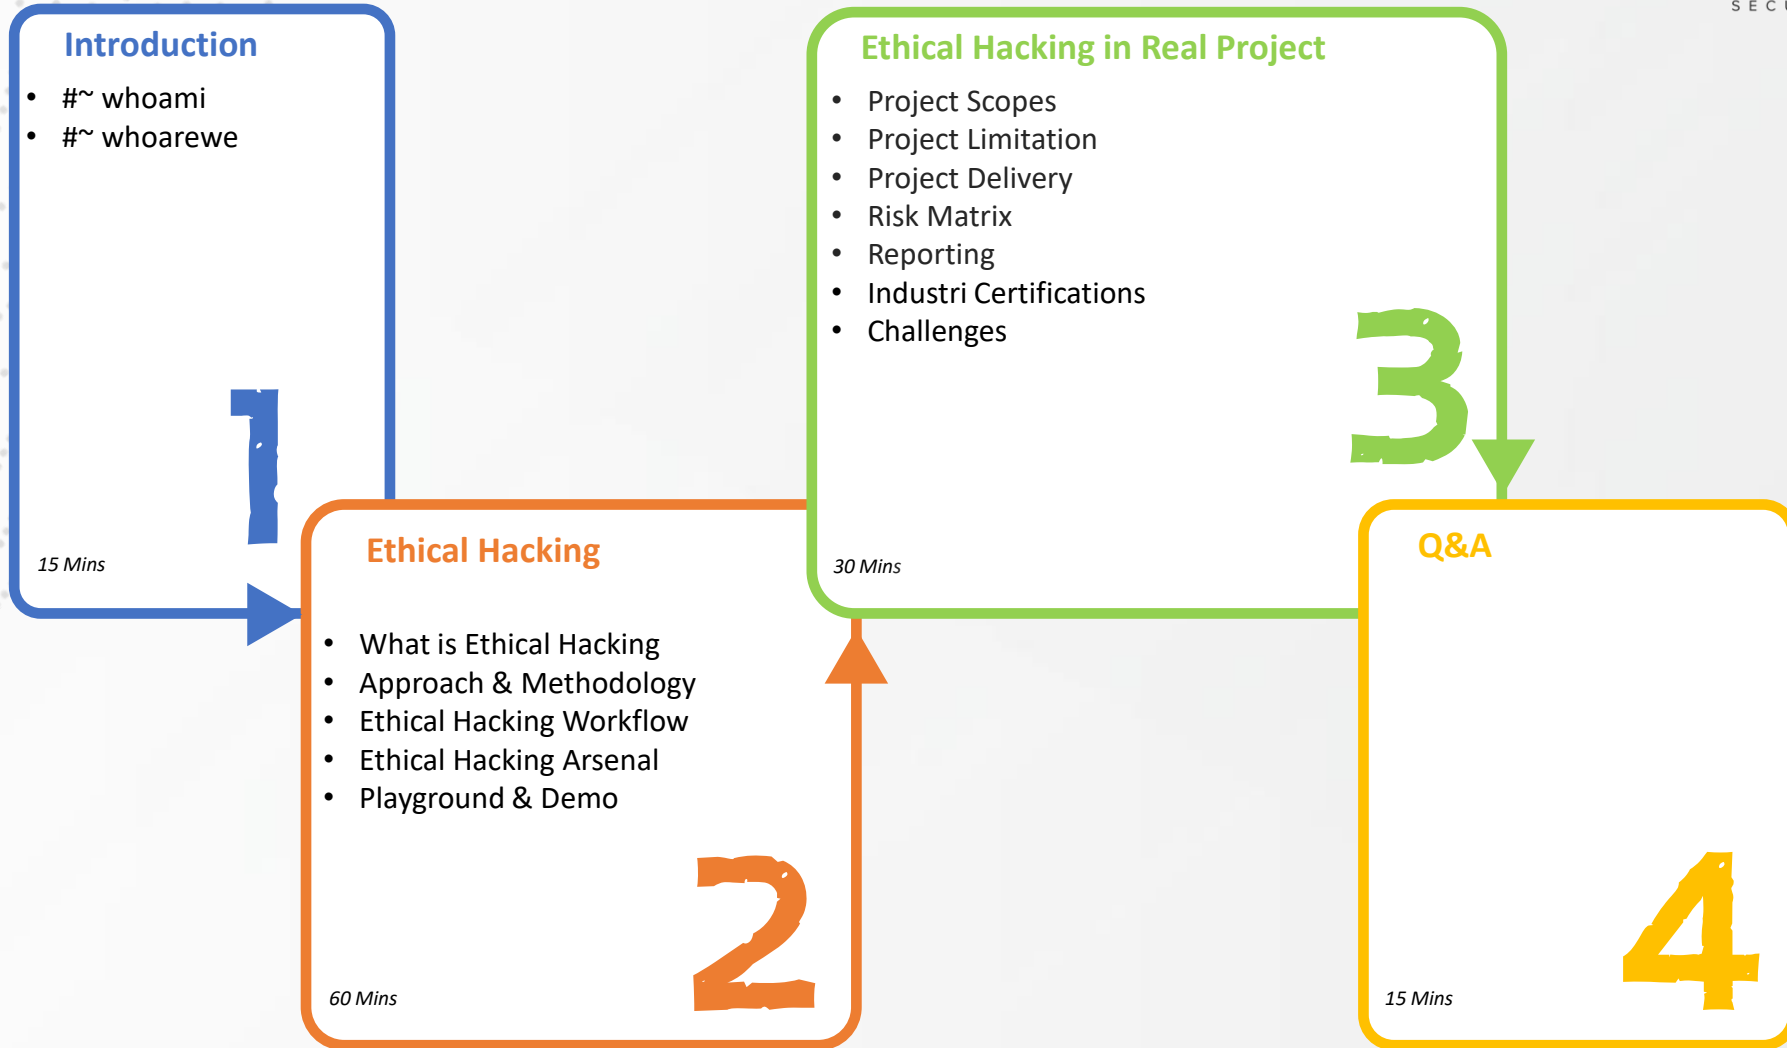 SECU
Introduction
• #~ whoami
• #~ whoarewe
1
15 Mins
Ethical Hacking
• What is Ethical Hacking
• Approach & Methodology
• Ethical Hacking Workflow
• Ethical Hacking Arsenal
• Playground & Demo
2
60 Mins
Ethical Hacking in Real Project
• Project Scopes
• Project Limitation
• Project Delivery
• Risk Matrix
• Reporting
• Industri Certifications
• Challenges
3
30 Mins
Q&A
4
15 Mins